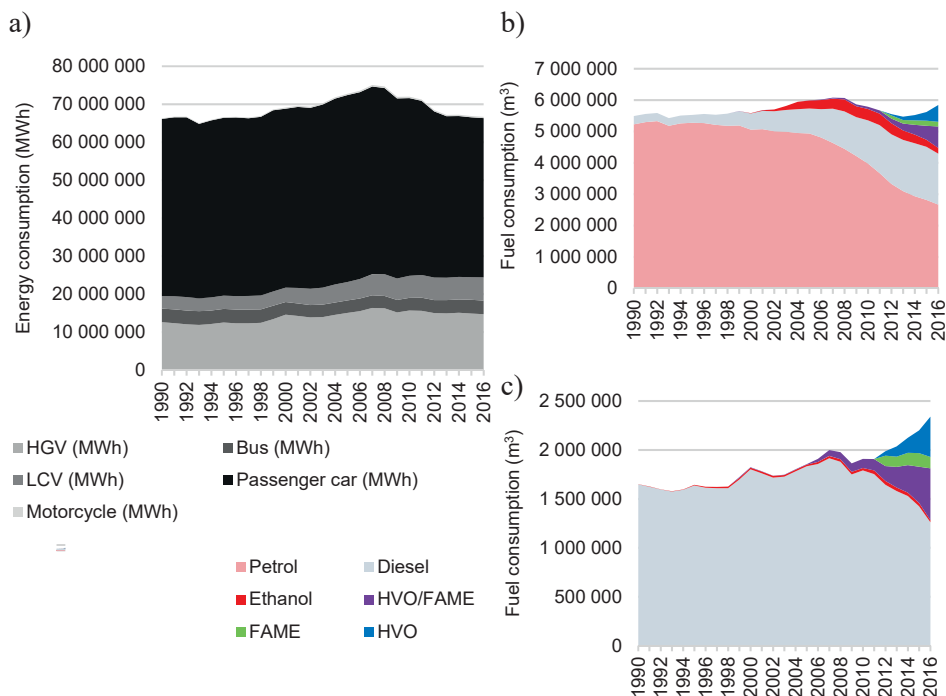 a)
Energy consumption (MWh)
80 000 000
70 000 000
60 000 000
50 000 000
40 000 000
30 000 000
20 000 000
10 000 000
0
1990
1992
1994
1996
1998
2000
2002
2004
2006
2008
2010
2012
2014
2016
HGV (MWh)
Bus (MWh)
LCV (MWh)
Passenger car (MWh)
Motorcycle (MWh)
b)
Fuel consumption (m³)
7 000 000
6 000 000
5 000 000
4 000 000
3 000 000
2 000 000
1 000 000
0
1990
1992
1994
1996
1998
2000
2002
2004
2006
2008
2010
2012
2014
2016
c)
Fuel consumption (m³)
2 500 000
2 000 000
1 500 000
1 000 000
500 000
0
1990
1992
1994
1996
1998
2000
2002
2004
2006
2008
2010
2012
2014
2016
Petrol
Diesel
Ethanol
HVO/FAME
FAME
HVO